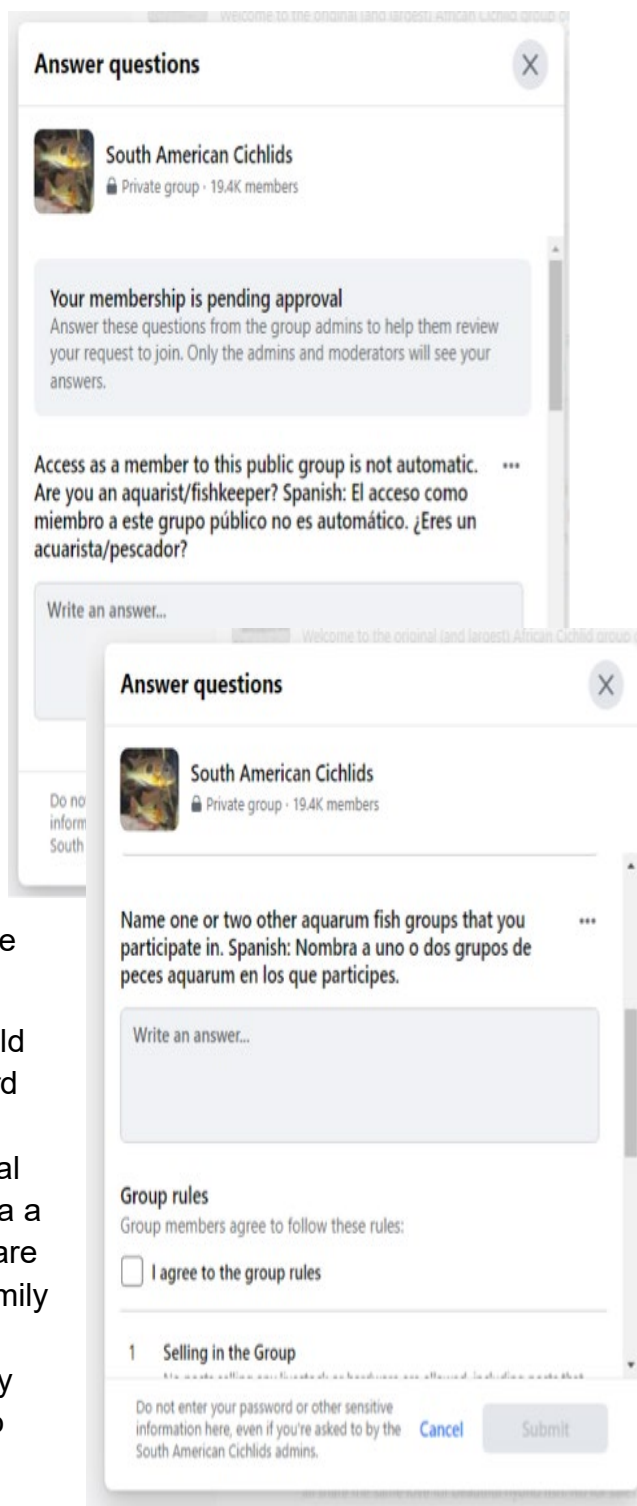 Welcome to the original (and largest) African Cichlid group
Answer questions
South American Cichlids
Private group · 19.4K members
Your membership is pending approval
Answer these questions from the group admins to help them review
your request to join. Only the admins and moderators will see your
answers.
Access as a member to this public group is not automatic.
Are you an aquarist/fishkeeper? Spanish: El acceso como
miembro a este grupo público no es automático. ¿Eres un
acuarista/pescador?
Write an answer...
Do no
inform
South
Welcome to the original (and largest) African Cichlid group
Answer questions
South American Cichlids
Private group · 19.4K members
Name one or two other aquarum fish groups that you
participate in. Spanish: Nombra a uno o dos grupos de
peces aquarum en los que participes.
Write an answer...
Group rules
Group members agree to follow these rules:
I agree to the group rules
1 Selling in the Group
Do not enter your password or other sensitive
information here, even if you're asked to by the
South American Cichlids admins.
Cancel
Submit
e
ld
d
al
a a
are
mily
y
o